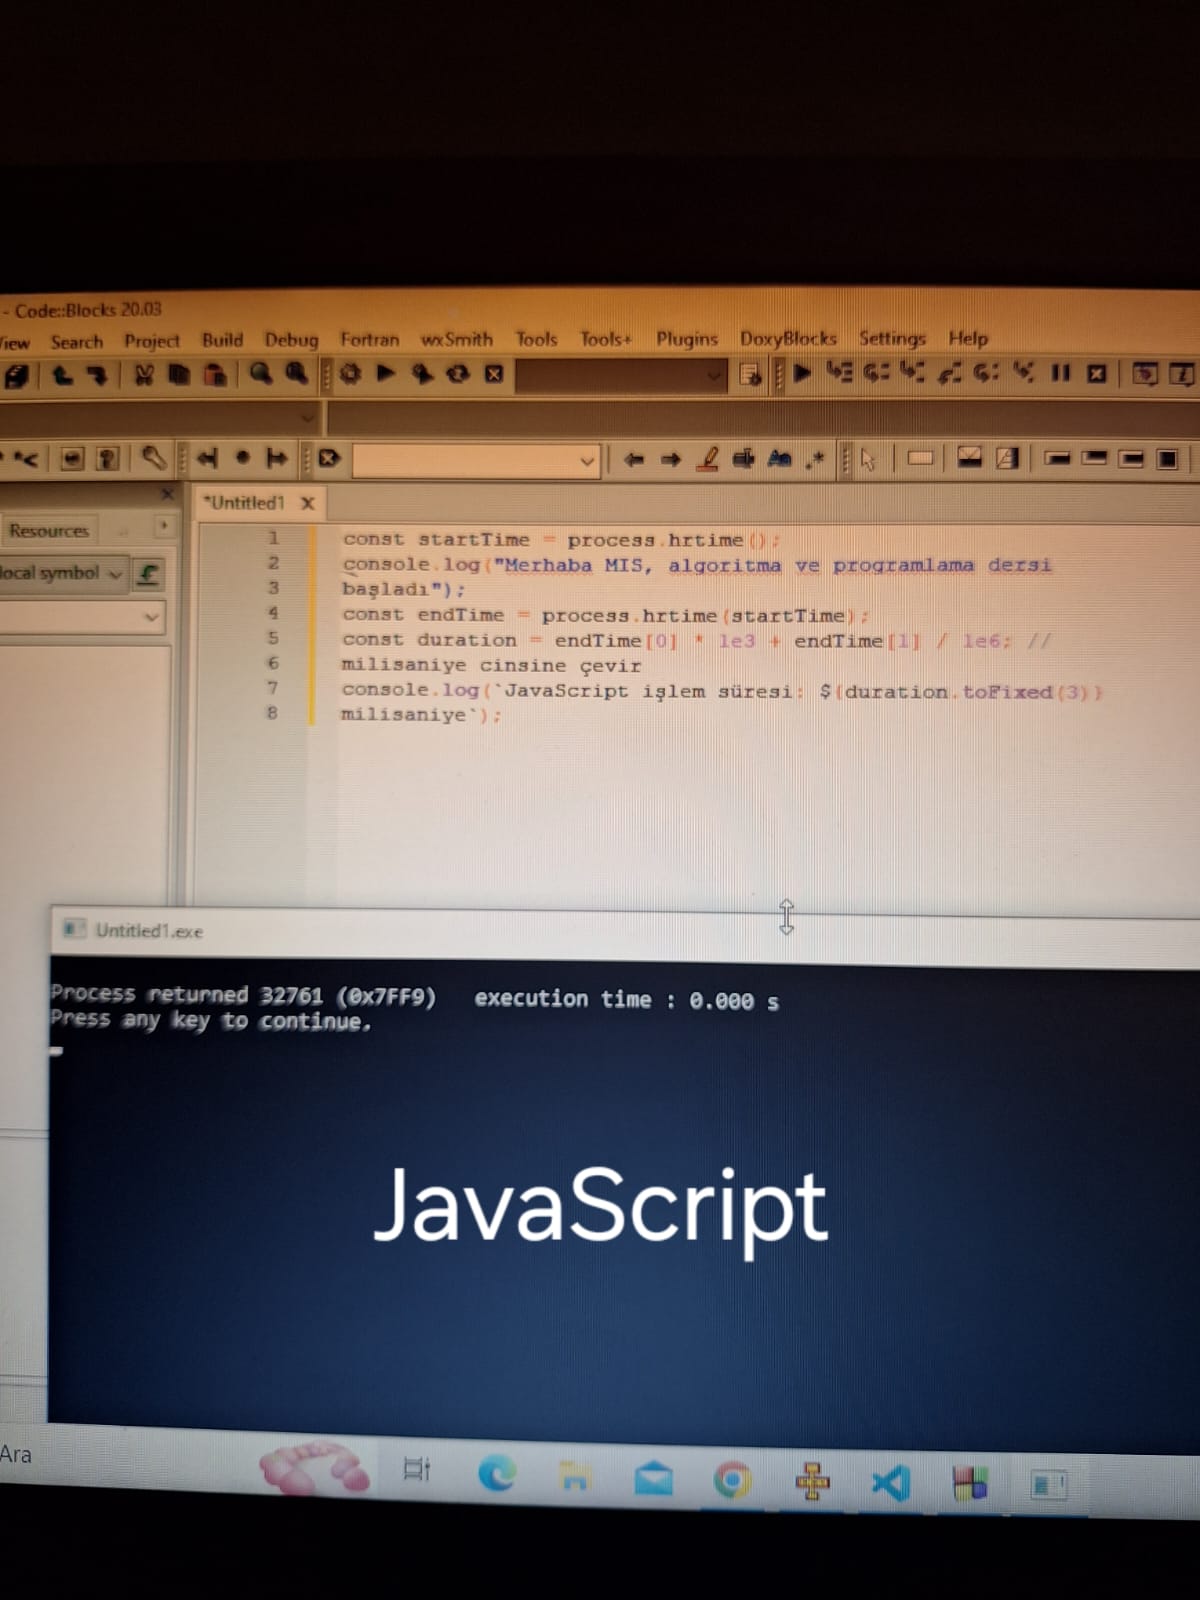 - Code::Blocks 20.03
View Search Project Build Debug Fortran wxSmith Tools Tools+ Plugins DoxyBlocks Settings Help
*Untitled1 X
Resources
local symbol
1 const startTime = process.hrtime();
2 console.log("Merhaba MIS, algoritma ve programlama dersi
3 başladı");
4 const endTime = process.hrtime(startTime);
5 const duration = endTime[0] * 1e3 + endTime[1] / 1e6; //
6 milisaniye cinsine çevir
7 console.log(`JavaScript işlem süresi: ${duration.toFixed(3)}
8 milisaniye`);
Untitled1.exe
Process returned 32761 (0x7FF9) execution time : 0.000 s
Press any key to continue.
JavaScript
Ara